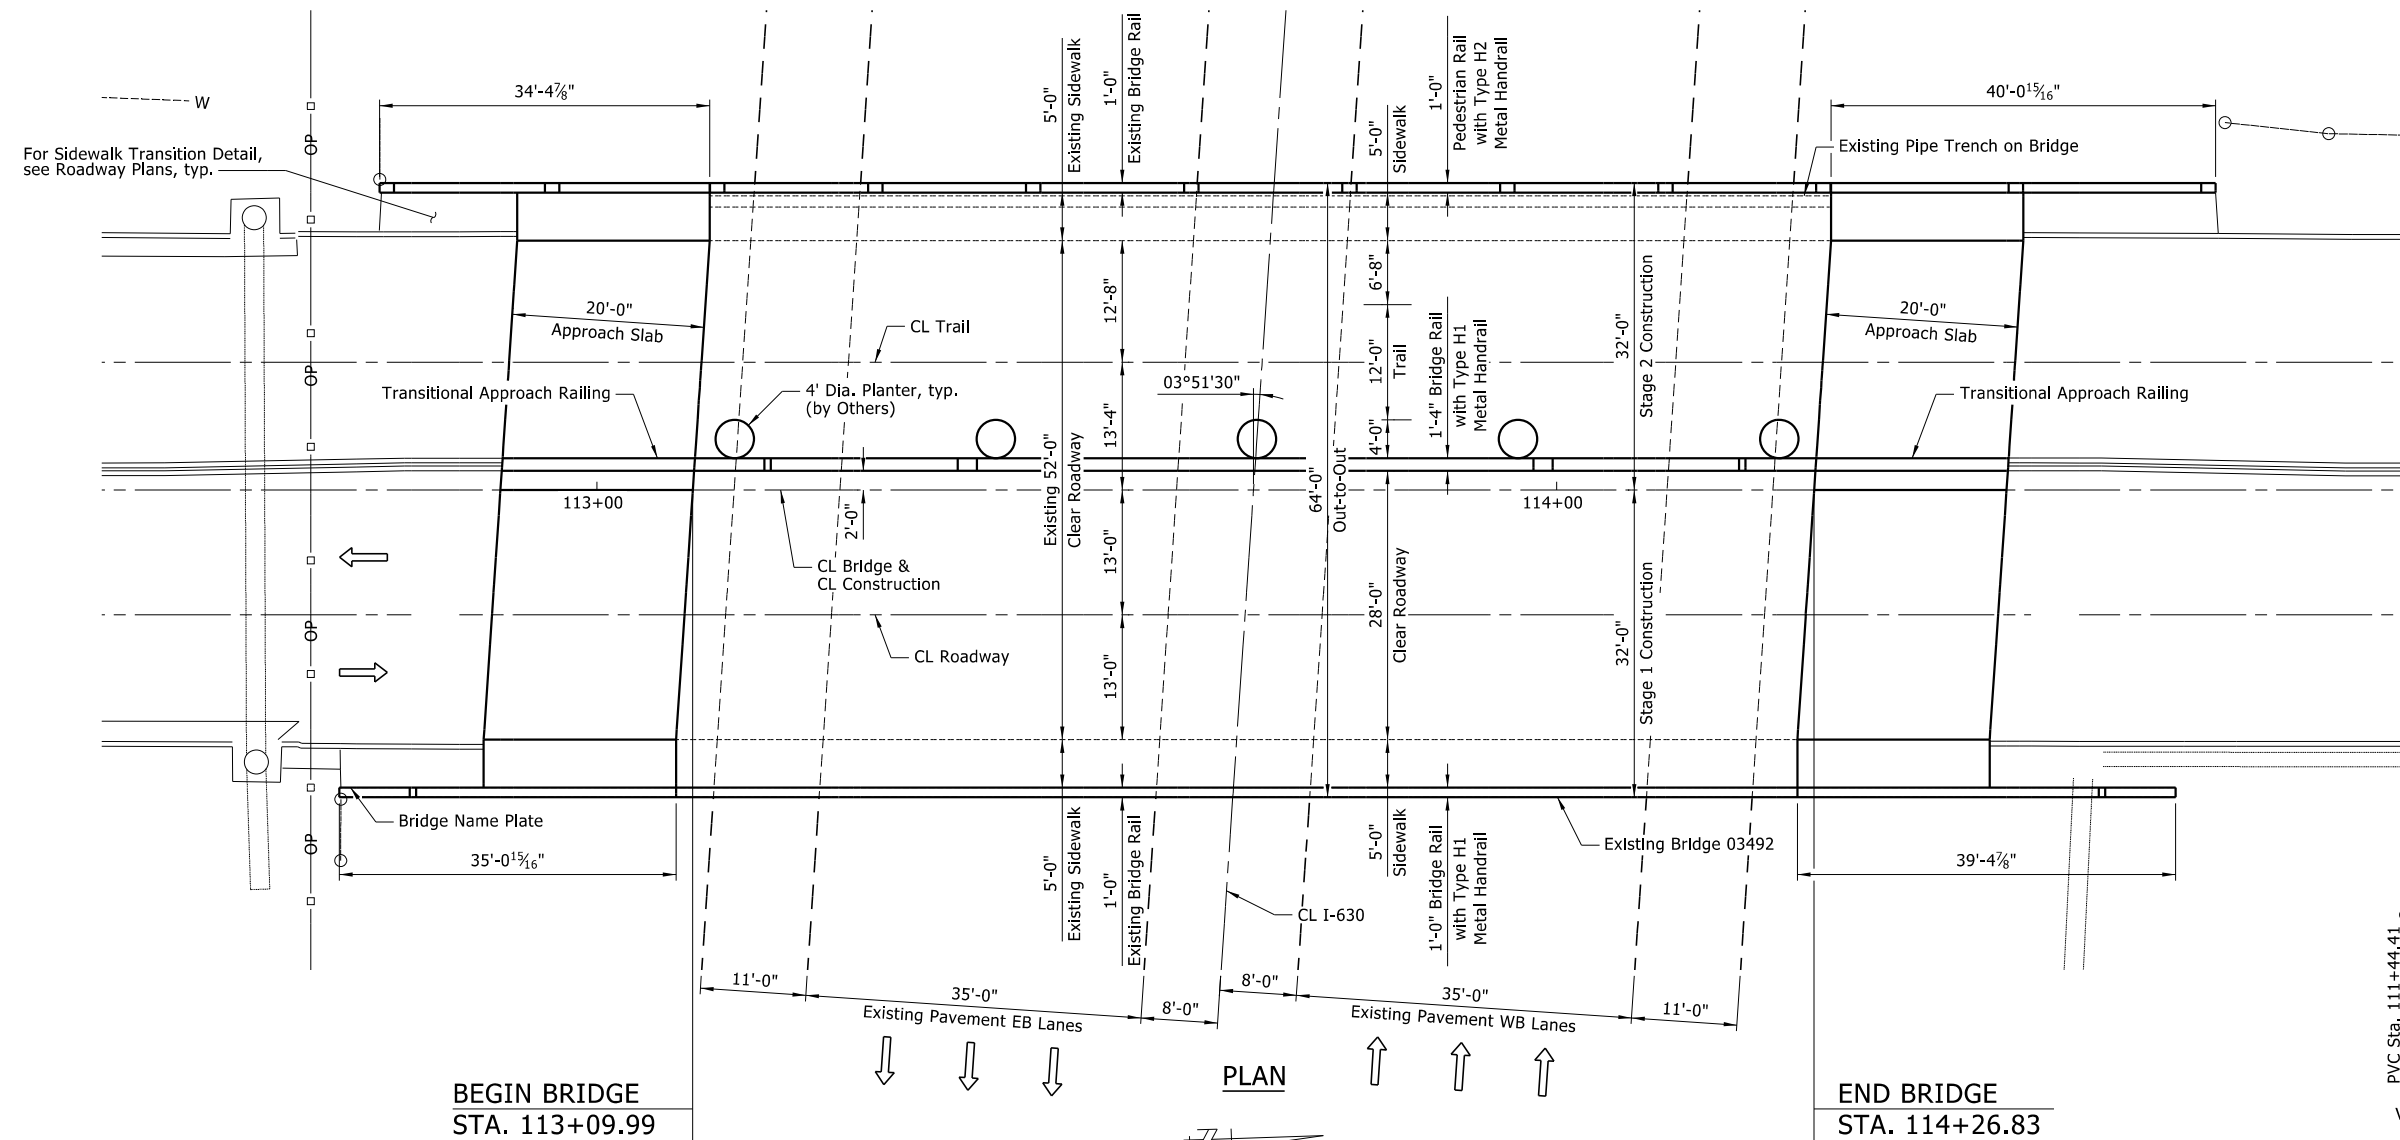 W
For Sidewalk Transition Detail,
see Roadway Plans, typ.
OP
OP
OP
OP
34'-4⅞"
5'-0"
Existing Sidewalk
1'-0"
Existing Bridge Rail
5'-0"
Sidewalk
1'-0"
Pedestrian Rail
with Type H2
Metal Handrail
40'-0¹⁵⁄₁₆"
Existing Pipe Trench on Bridge
20'-0"
Approach Slab
CL Trail
Transitional Approach Railing
4' Dia. Planter, typ.
(by Others)
12'-8"
13'-4"
13'-0"
13'-0"
Existing 52'-0"
Clear Roadway
03°51'30"
6'-8"
12'-0"
Trail
4'-0"
1'-4" Bridge Rail
with Type H1
Metal Handrail
64'-0"
Out-to-Out
32'-0"
Stage 2 Construction
20'-0"
Approach Slab
Transitional Approach Railing
113+00
2'-0"
114+00
CL Bridge &
CL Construction
CL Roadway
28'-0"
Clear Roadway
32'-0"
Stage 1 Construction
Bridge Name Plate
35'-0¹⁵⁄₁₆"
5'-0"
Existing Sidewalk
1'-0"
Existing Bridge Rail
5'-0"
Sidewalk
1'-0" Bridge Rail
with Type H1
Metal Handrail
Existing Bridge 03492
39'-4⅞"
CL I-630
11'-0"
35'-0"
Existing Pavement EB Lanes
8'-0"
8'-0"
35'-0"
Existing Pavement WB Lanes
11'-0"
PLAN
BEGIN BRIDGE
STA. 113+09.99
END BRIDGE
STA. 114+26.83
PVC Sta. 111+44.41